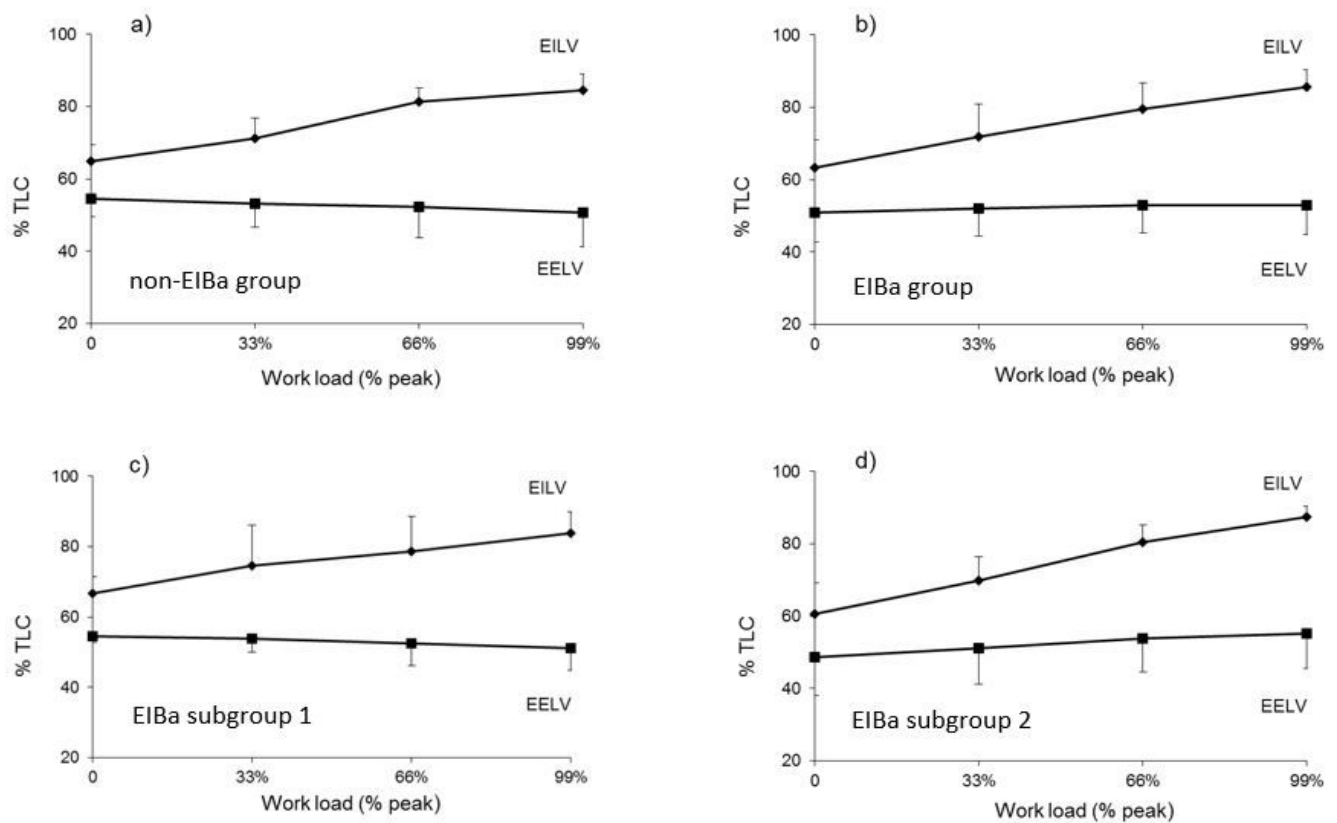 a)
100
EILV
80
60
% TLC
40
EELV
non-EIBa group
20
0
33%
66%
99%
Work load (% peak)
b)
100
EILV
80
60
% TLC
40
EELV
EIBa group
20
0
33%
66%
99%
Work load (% peak)
c)
100
EILV
80
60
% TLC
40
EELV
EIBa subgroup 1
20
0
33%
66%
99%
Work load (% peak)
d)
100
EILV
80
60
% TLC
40
EELV
EIBa subgroup 2
20
0
33%
66%
99%
Work load (% peak)